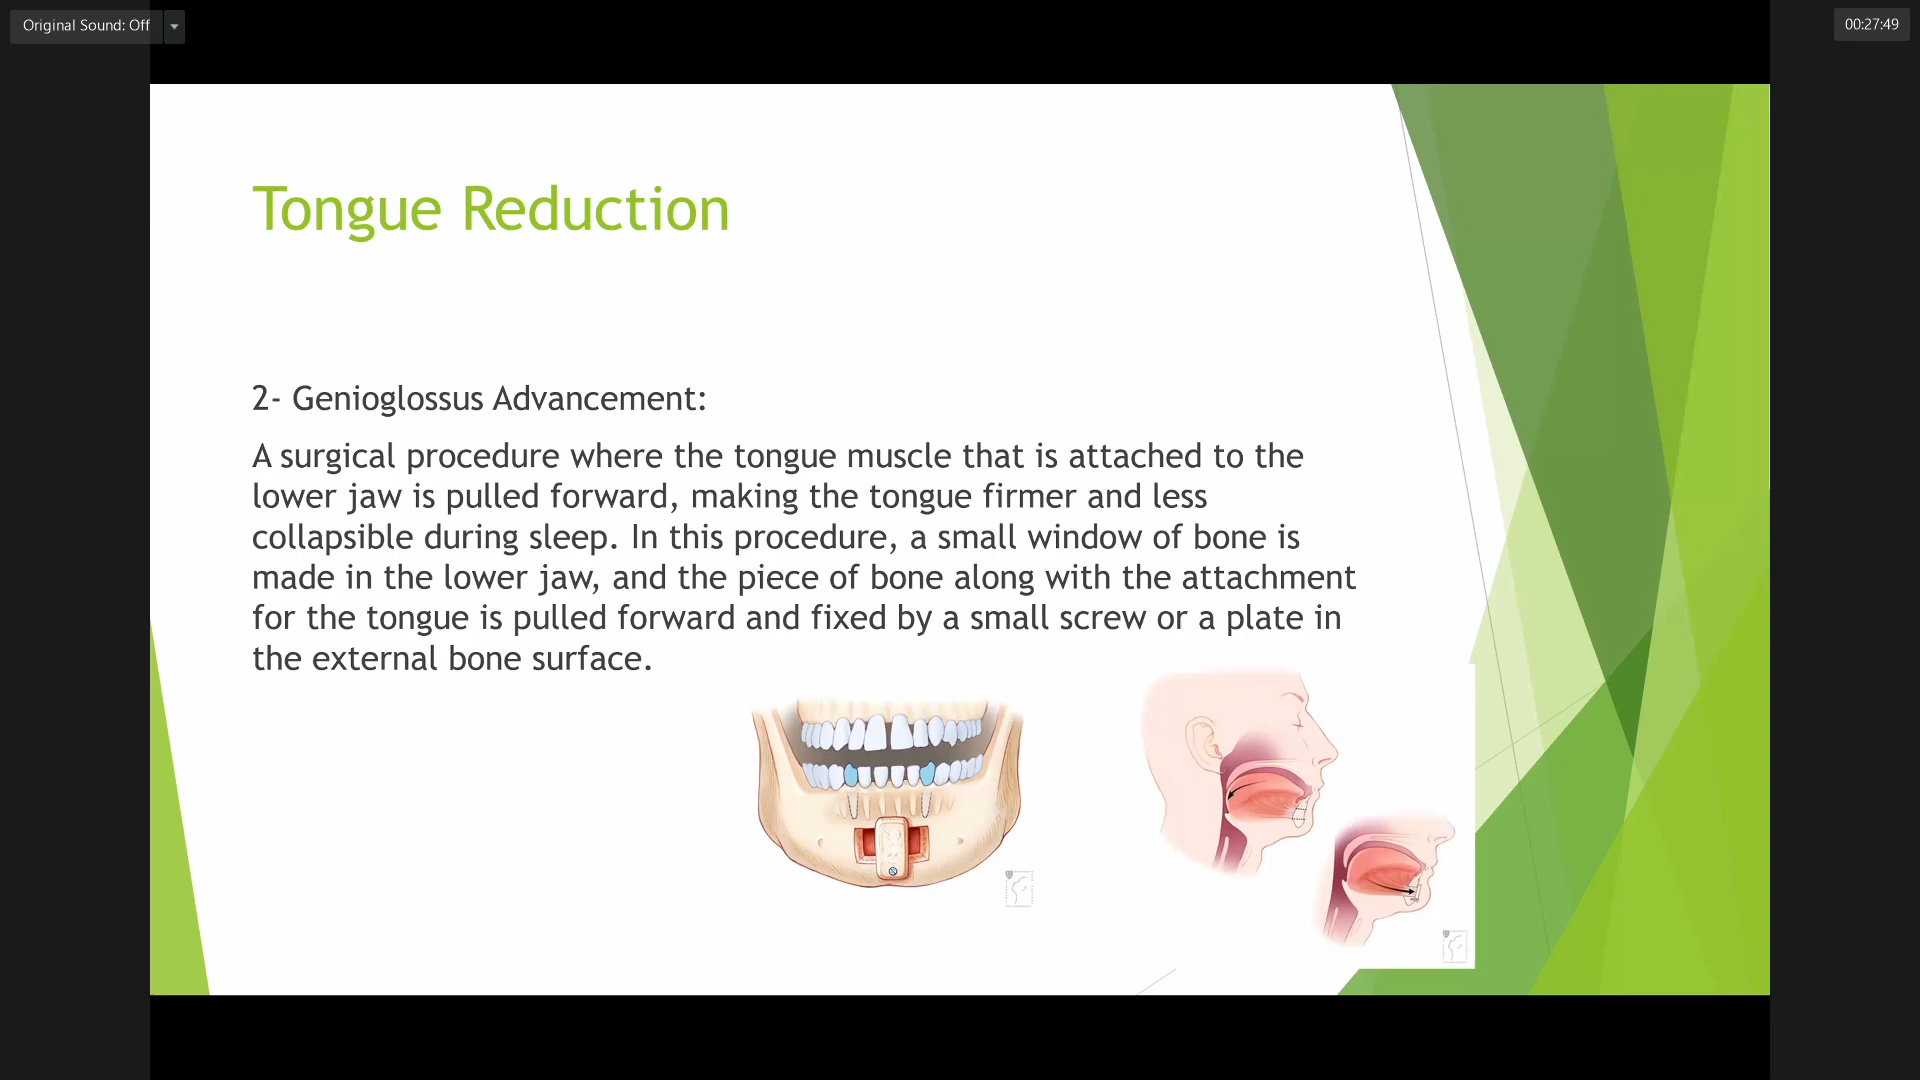 Original Sound: Off
00:27:49
Tongue Reduction
2- Genioglossus Advancement:
A surgical procedure where the tongue muscle that is attached to the
lower jaw is pulled forward, making the tongue firmer and less
collapsible during sleep. In this procedure, a small window of bone is
made in the lower jaw, and the piece of bone along with the attachment
for the tongue is pulled forward and fixed by a small screw or a plate in
the external bone surface.